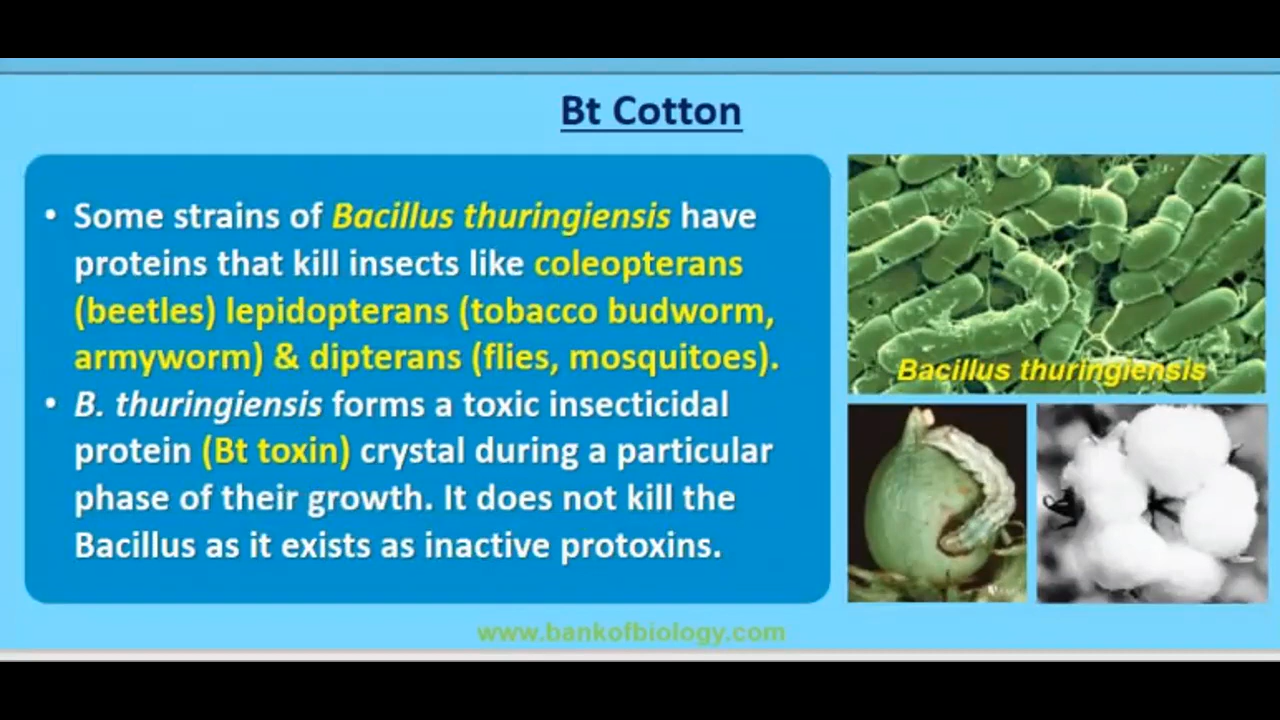 Bt Cotton
• Some strains of Bacillus thuringiensis have
proteins that kill insects like coleopterans
(beetles) lepidopterans (tobacco budworm,
armyworm) & dipterans (flies, mosquitoes).
• B. thuringiensis forms a toxic insecticidal
protein (Bt toxin) crystal during a particular
phase of their growth. It does not kill the
Bacillus as it exists as inactive protoxins.
Bacillus thuringiensis
www.bankofbiology.com